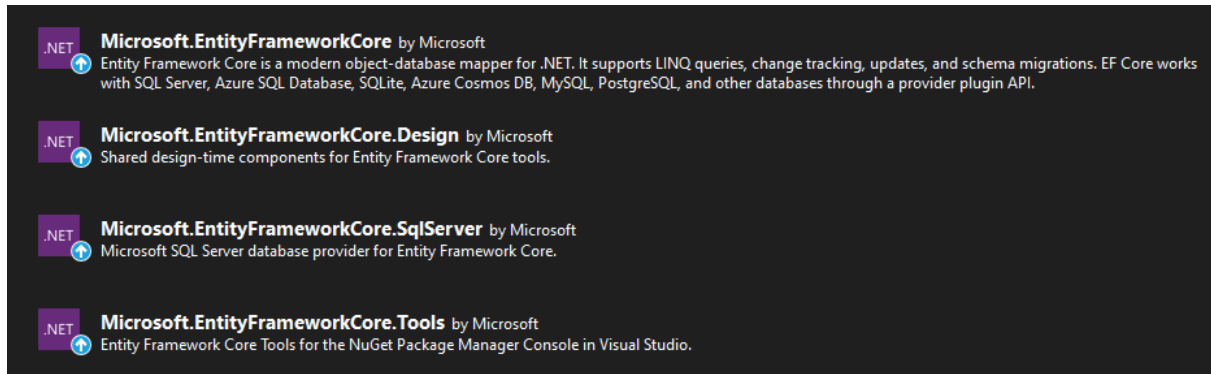 .NET
Microsoft.EntityFrameworkCore by Microsoft
Entity Framework Core is a modern object-database mapper for .NET. It supports LINQ queries, change tracking, updates, and schema migrations. EF Core works
with SQL Server, Azure SQL Database, SQLite, Azure Cosmos DB, MySQL, PostgreSQL, and other databases through a provider plugin API.
.NET
Microsoft.EntityFrameworkCore.Design by Microsoft
Shared design-time components for Entity Framework Core tools.
.NET
Microsoft.EntityFrameworkCore.SqlServer by Microsoft
Microsoft SQL Server database provider for Entity Framework Core.
.NET
Microsoft.EntityFrameworkCore.Tools by Microsoft
Entity Framework Core Tools for the NuGet Package Manager Console in Visual Studio.